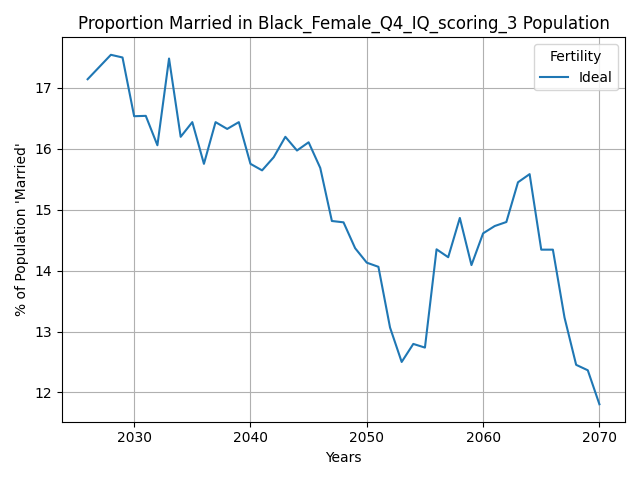 Proportion Married in Black_Female_Q4_IQ_scoring_3 Population
Fertility
Ideal
% of Population 'Married'
17
16
15
14
13
12
2030
2040
2050
2060
2070
Years